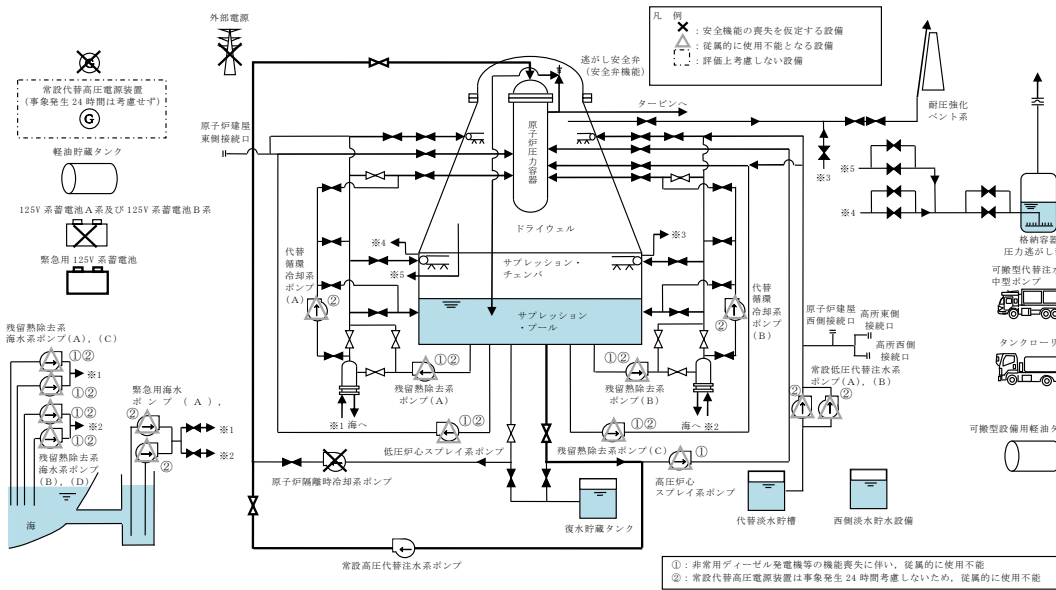 外部電源
凡 例
：安全機能の喪失を仮定する設備
：従属的に使用不能となる設備
：評価上考慮しない設備
G
常設代替高圧電源装置
(事象発生 24 時間は考慮せず)
G
軽油貯蔵タンク
125V 系蓄電池A系及び 125V 系蓄電池B系
緊急用 125V 系蓄電池
原子炉建屋
東側接続口
逃がし安全弁
(安全弁機能)
タービンへ
原子炉圧力容器
耐圧強化
ベント系
※3
※5
※4
格納容器
圧力逃がし
ドライウェル
※4
※3
※5
サプレッション・
チェンバ
サプレッション
・プール
代替
循環
冷却系
ポンプ
(A)
②
代替
循環
冷却系
ポンプ
(B)
②
可搬型代替注水
中型ポンプ
原子炉建屋
西側接続口
高所東側
接続口
高所西側
接続口
タンクローリ
常設低圧代替注水系
ポンプ(A)，(B)
②
②
可搬型設備用軽油タ
残留熱除去系
海水系ポンプ(A)，(C)
①②
※1
①②
①②
※2
①②
残留熱除去系
海水系ポンプ
(B)，(D)
海
緊急用海水
ポンプ (A)，
②
※1
※2
②
①②
残留熱除去系
ポンプ(A)
①②
残留熱除去系
ポンプ(B)
※1 海へ
海へ ※2
①②
低圧炉心スプレイ系ポンプ
①②
残留熱除去系ポンプ(C)
原子炉隔離時冷却系ポンプ
①
高圧炉心
スプレイ系ポンプ
復水貯蔵タンク
代替淡水貯槽
西側淡水貯水設備
常設高圧代替注水系ポンプ
①：非常用ディーゼル発電機等の機能喪失に伴い，従属的に使用不能
②：常設代替高圧電源装置は事象発生 24 時間考慮しないため，従属的に使用不能